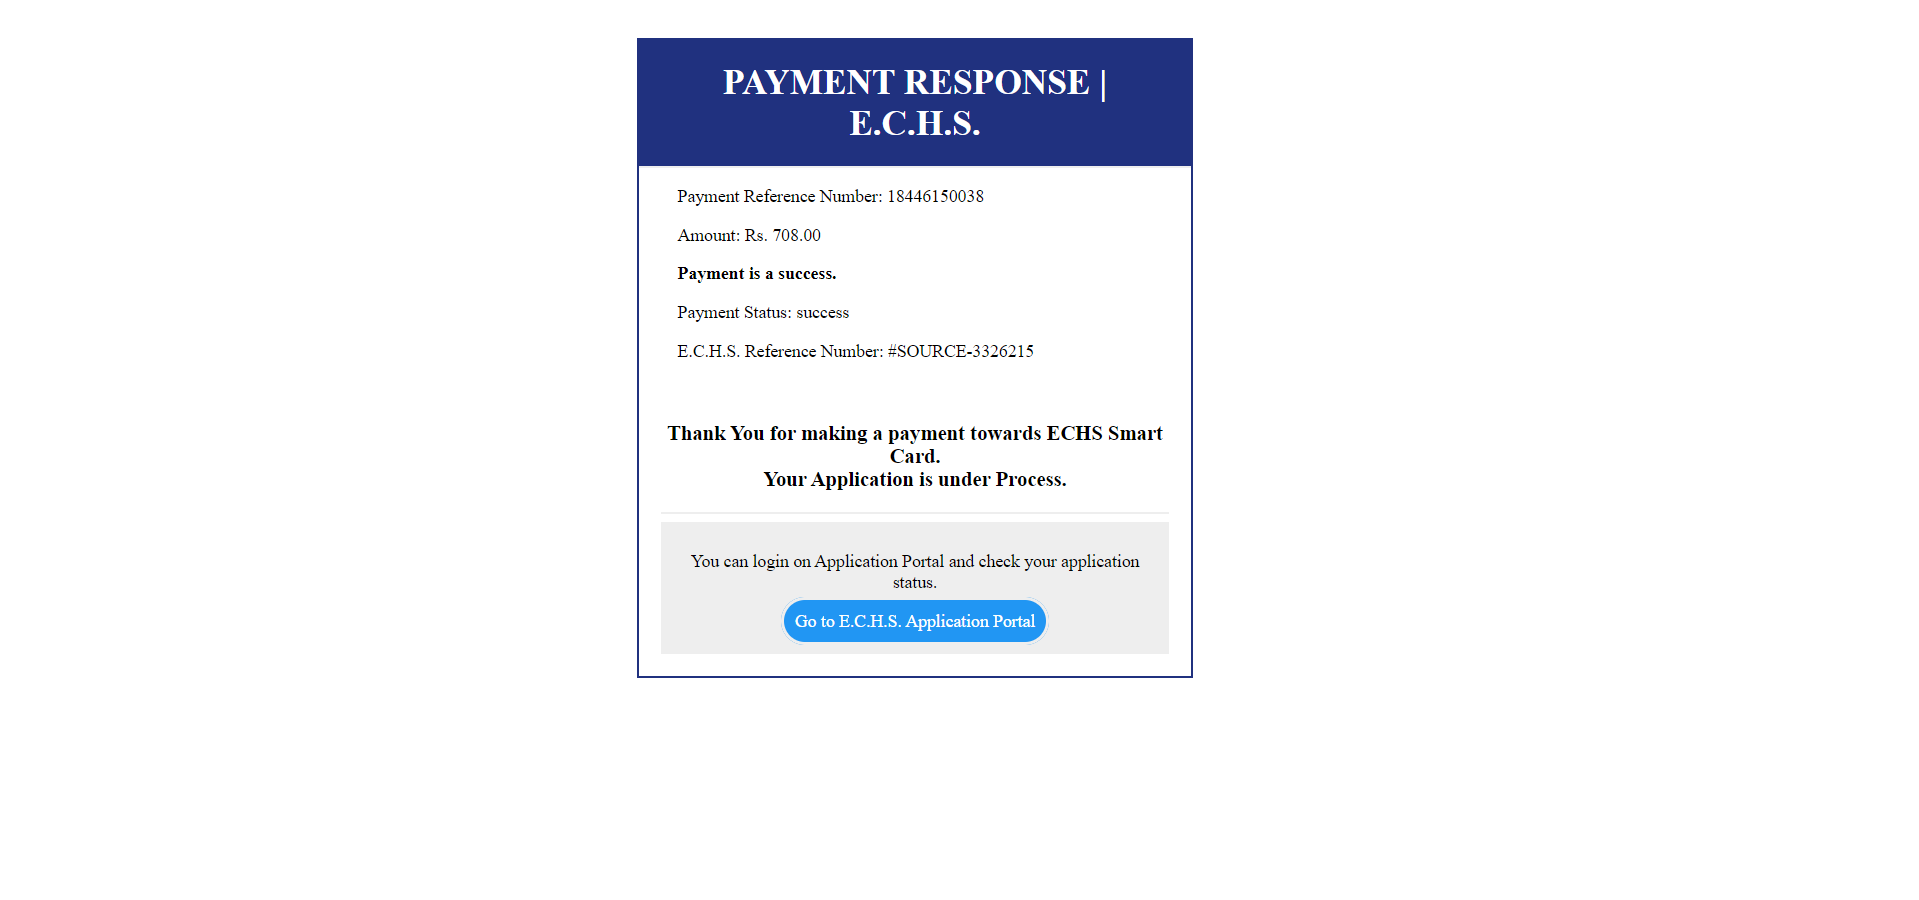 PAYMENT RESPONSE |
E.C.H.S.
Payment Reference Number: 18446150038
Amount: Rs. 708.00
Payment is a success.
Payment Status: success
E.C.H.S. Reference Number: #SOURCE-3326215
Thank You for making a payment towards ECHS Smart
Card.
Your Application is under Process.
You can login on Application Portal and check your application
status.
Go to E.C.H.S. Application Portal